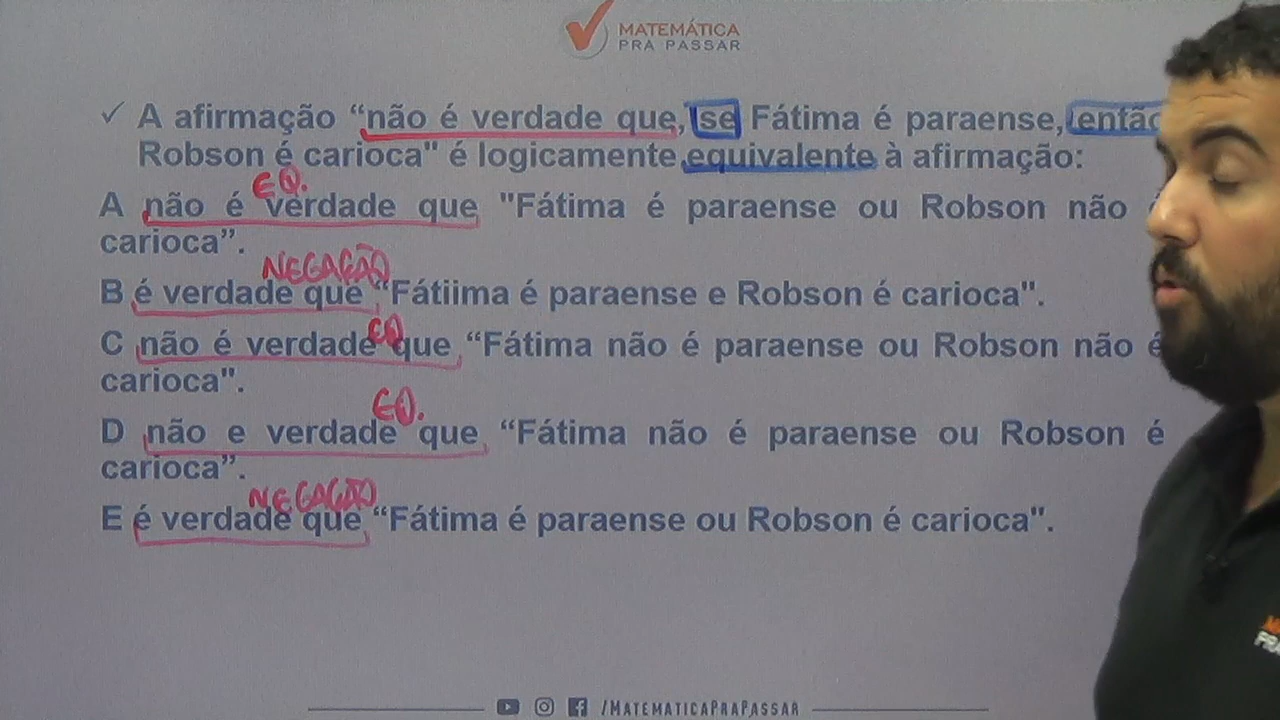 MATEMÁTICA
PRA PASSAR
✓ A afirmação “não é verdade que, se Fátima é paraense, então
Robson é carioca" é logicamente equivalente à afirmação:
EQ.
A não é verdade que "Fátima é paraense ou Robson não é
carioca”.
NEGAÇÃO
B é verdade que “Fátiima é paraense e Robson é carioca".
EQ
C não é verdade que “Fátima não é paraense ou Robson não é
carioca".
EQ.
D não e verdade que “Fátima não é paraense ou Robson é
carioca”.
NEGAÇÃO
E é verdade que “Fátima é paraense ou Robson é carioca".
/MATEMATICAPRAPASSAR